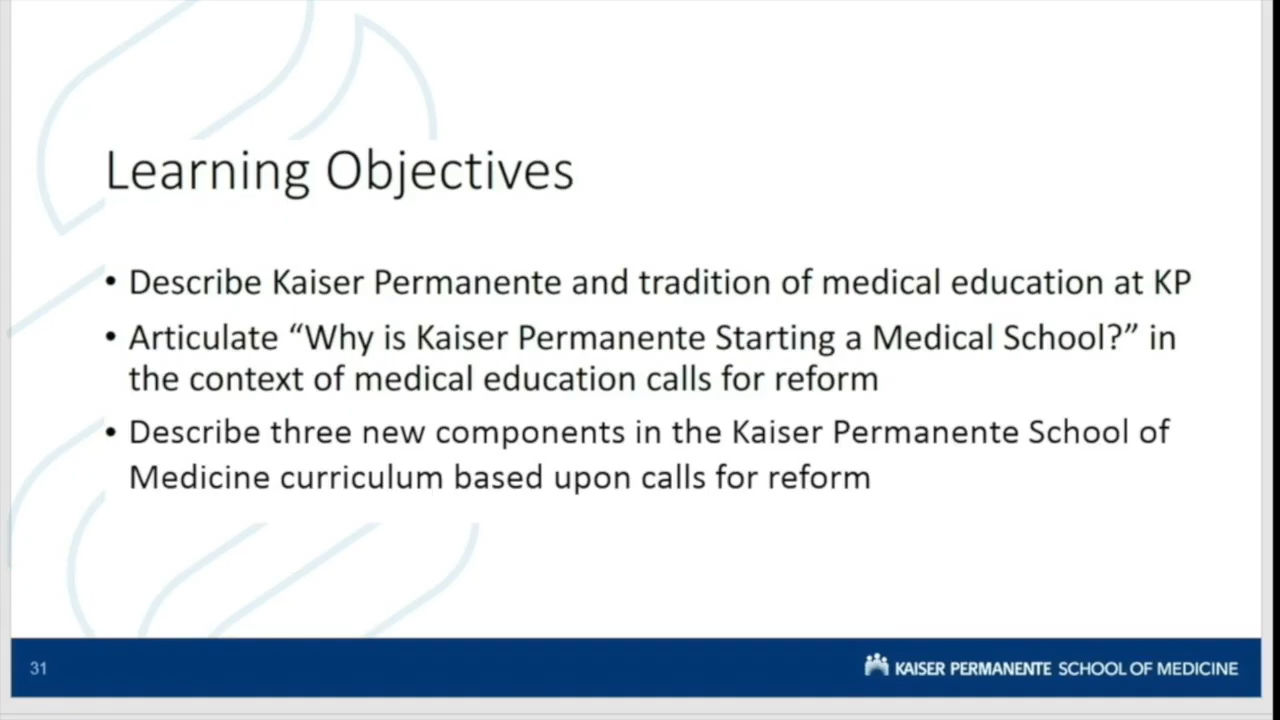 Learning Objectives
• Describe Kaiser Permanente and tradition of medical education at KP
• Articulate “Why is Kaiser Permanente Starting a Medical School?” in
the context of medical education calls for reform
• Describe three new components in the Kaiser Permanente School of
Medicine curriculum based upon calls for reform
31
KAISER PERMANENTE SCHOOL OF MEDICINE